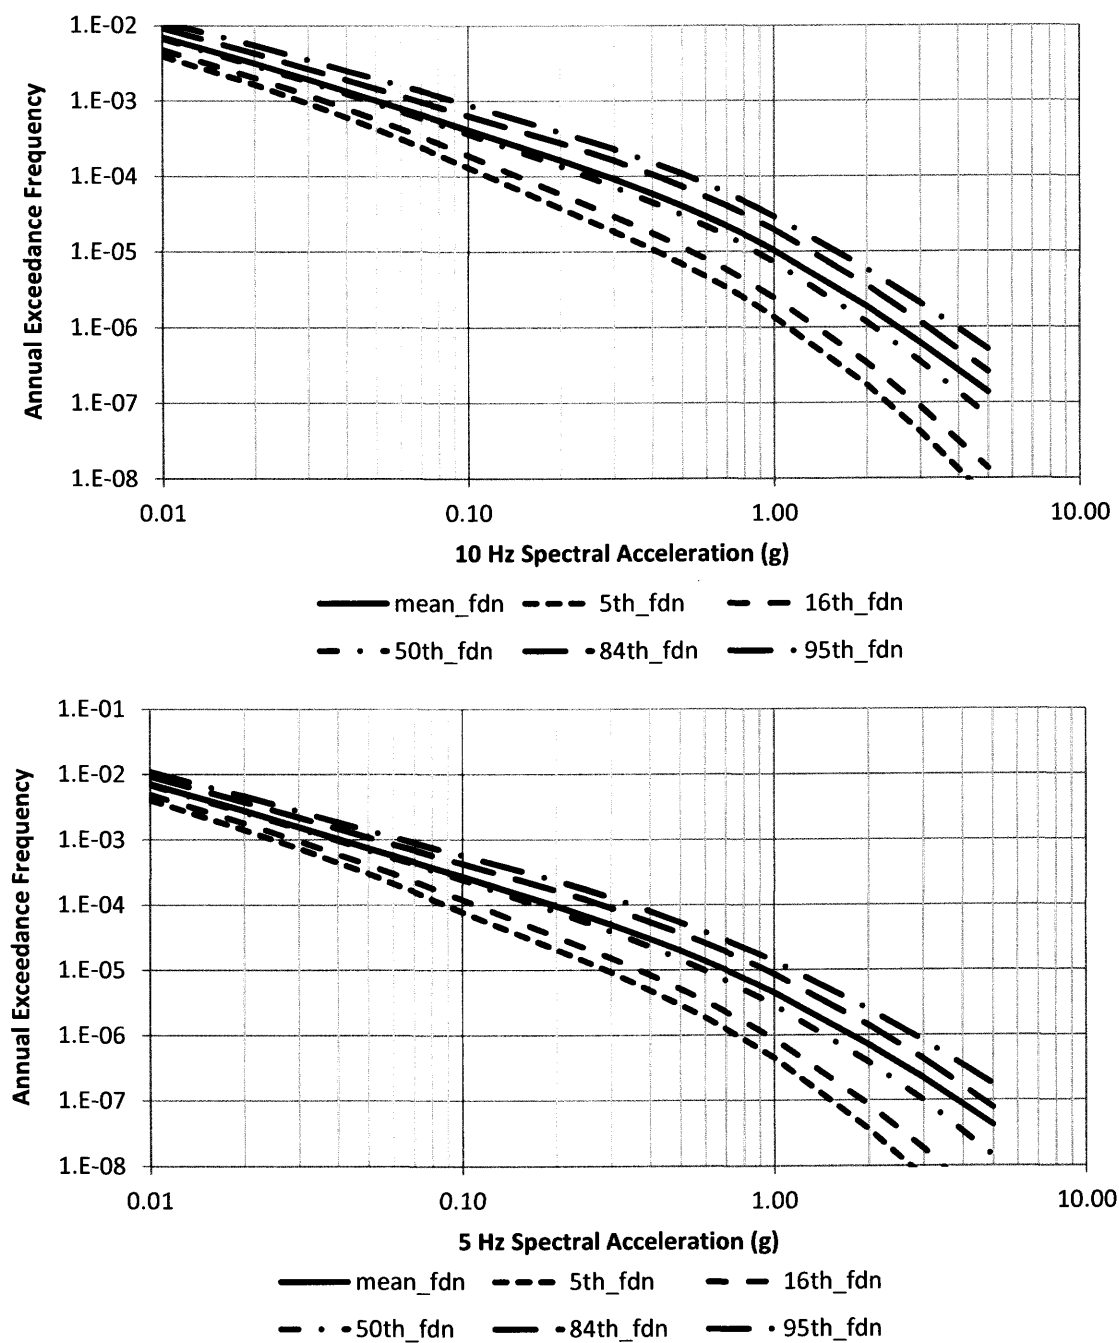 1.E-02
1.E-03
1.E-04
1.E-05
1.E-06
1.E-07
1.E-08
Annual Exceedance Frequency
0.01 0.10 1.00 10.00
10 Hz Spectral Acceleration (g)
mean_fdn 5th_fdn 16th_fdn
50th_fdn 84th_fdn 95th_fdn
1.E-01
1.E-02
1.E-03
1.E-04
1.E-05
1.E-06
1.E-07
1.E-08
Annual Exceedance Frequency
0.01 0.10 1.00 10.00
5 Hz Spectral Acceleration (g)
mean_fdn 5th_fdn 16th_fdn
50th_fdn 84th_fdn 95th_fdn